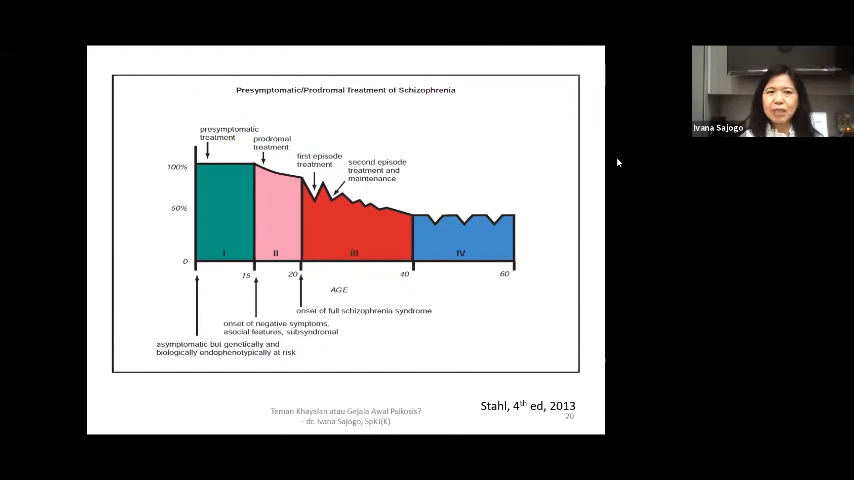 Presymptomatic/Prodromal Treatment of Schizophrenia
presymptomatic
treatment
prodromal
treatment
first episode
treatment
second episode
treatment and
maintenance
100%
50%
0
I
II
III
IV
15
20
40
60
AGE
onset of full schizophrenia syndrome
onset of negative symptoms,
asocial features, subsyndromal
asymptomatic but genetically and
biologically endophenotypically at risk
Stahl, 4th ed, 2013
Teman Khayalan atau Gejala Awal Psikosis?
- dr. Ivana Sajogo, SpKJ(K)
20
Ivana Sajogo